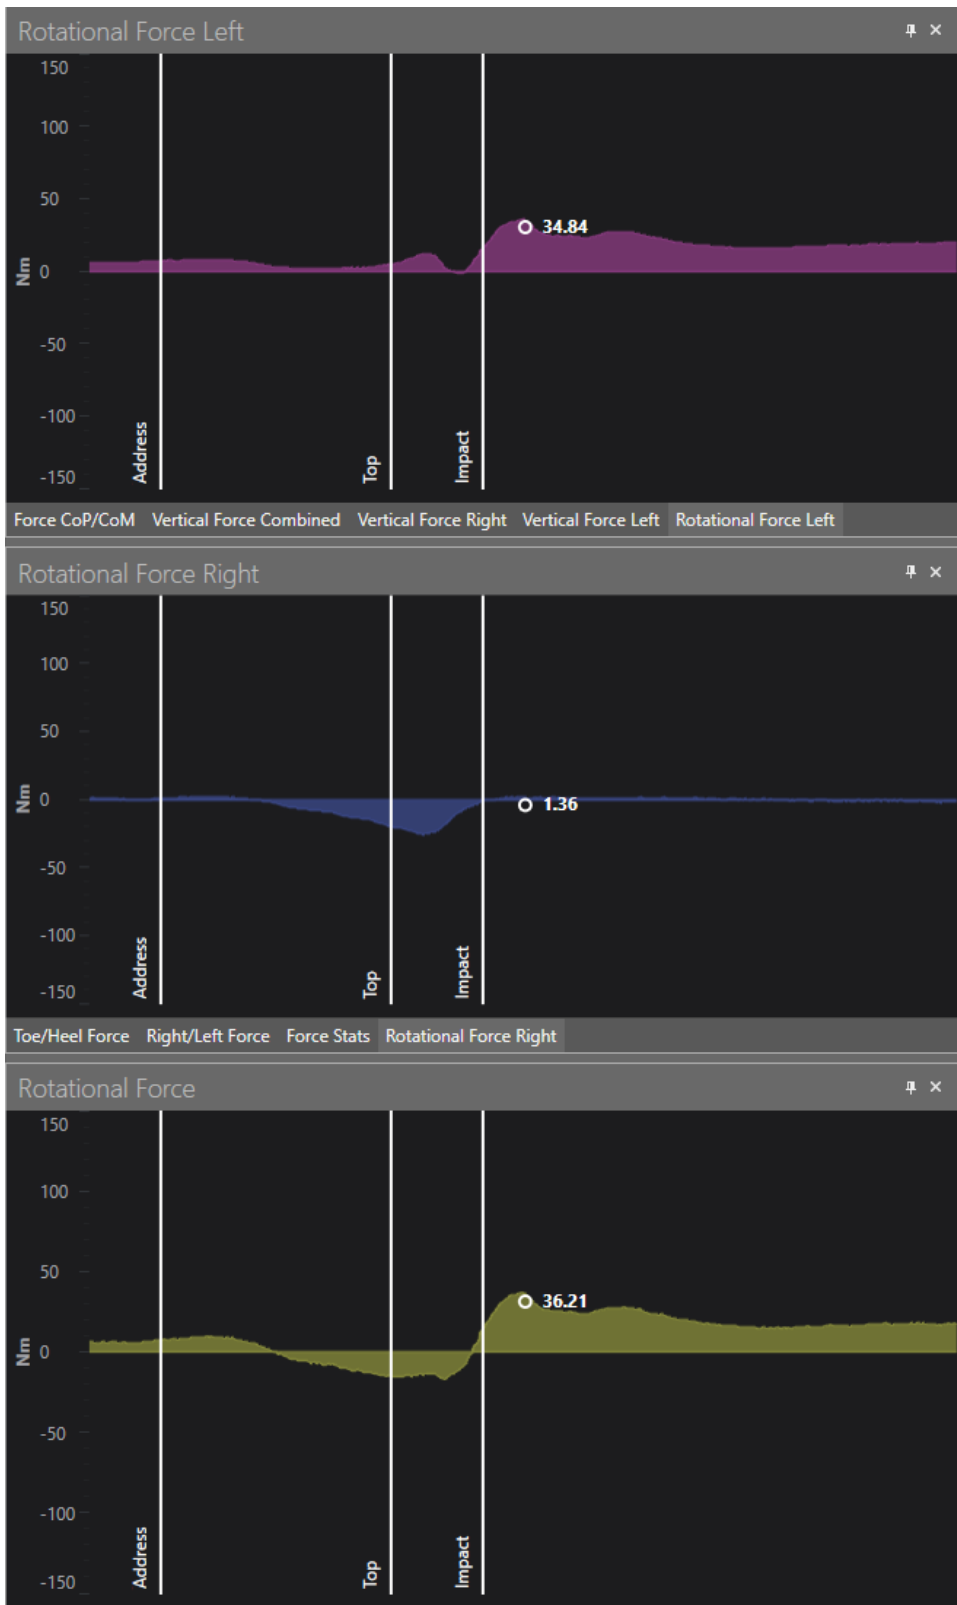 Rotational Force Left
150
100
50
0
-50
-100
-150
Nm
Address
Top
Impact
34.84
Force CoP/CoM Vertical Force Combined Vertical Force Right Vertical Force Left Rotational Force Left
Rotational Force Right
150
100
50
0
-50
-100
-150
Nm
Address
Top
Impact
1.36
Toe/Heel Force Right/Left Force Force Stats Rotational Force Right
Rotational Force
150
100
50
0
-50
-100
-150
Nm
Address
Top
Impact
36.21